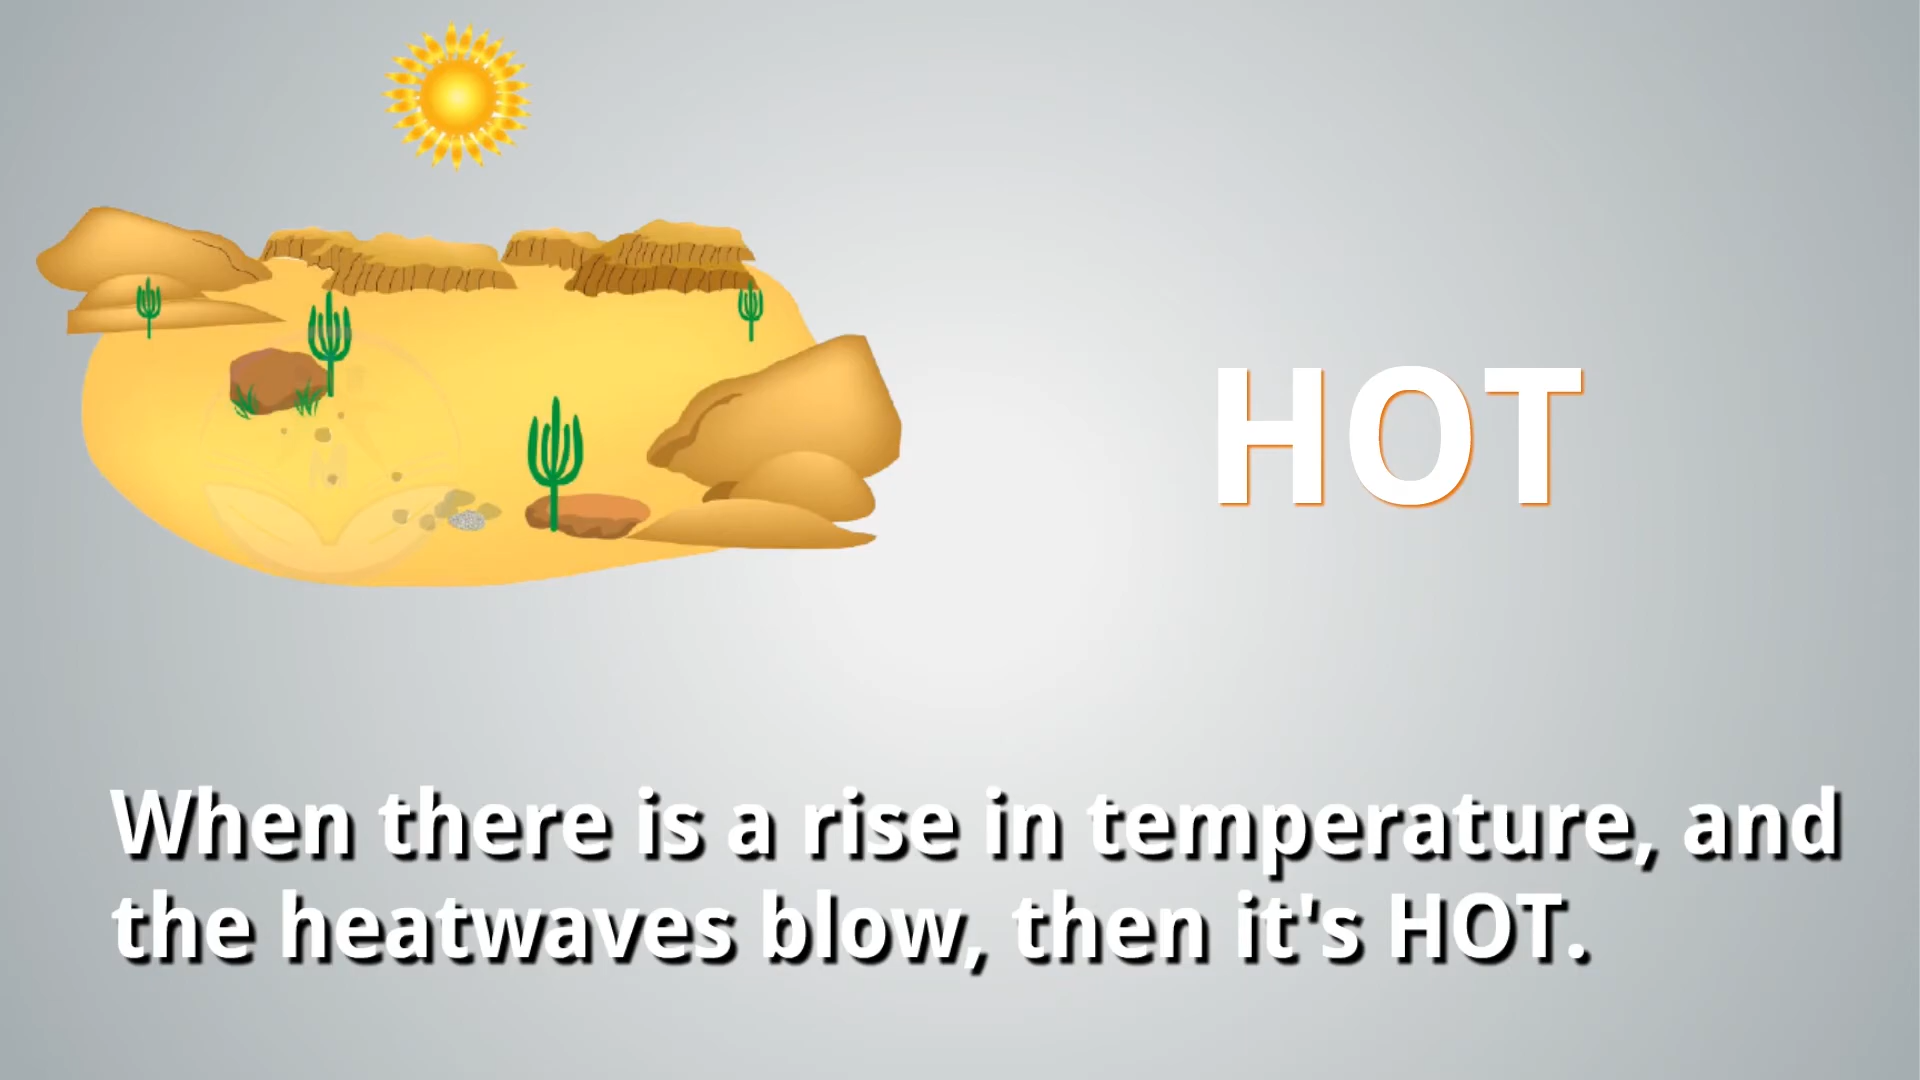 HOT
When there is a rise in temperature, and
the heatwaves blow, then it's HOT.